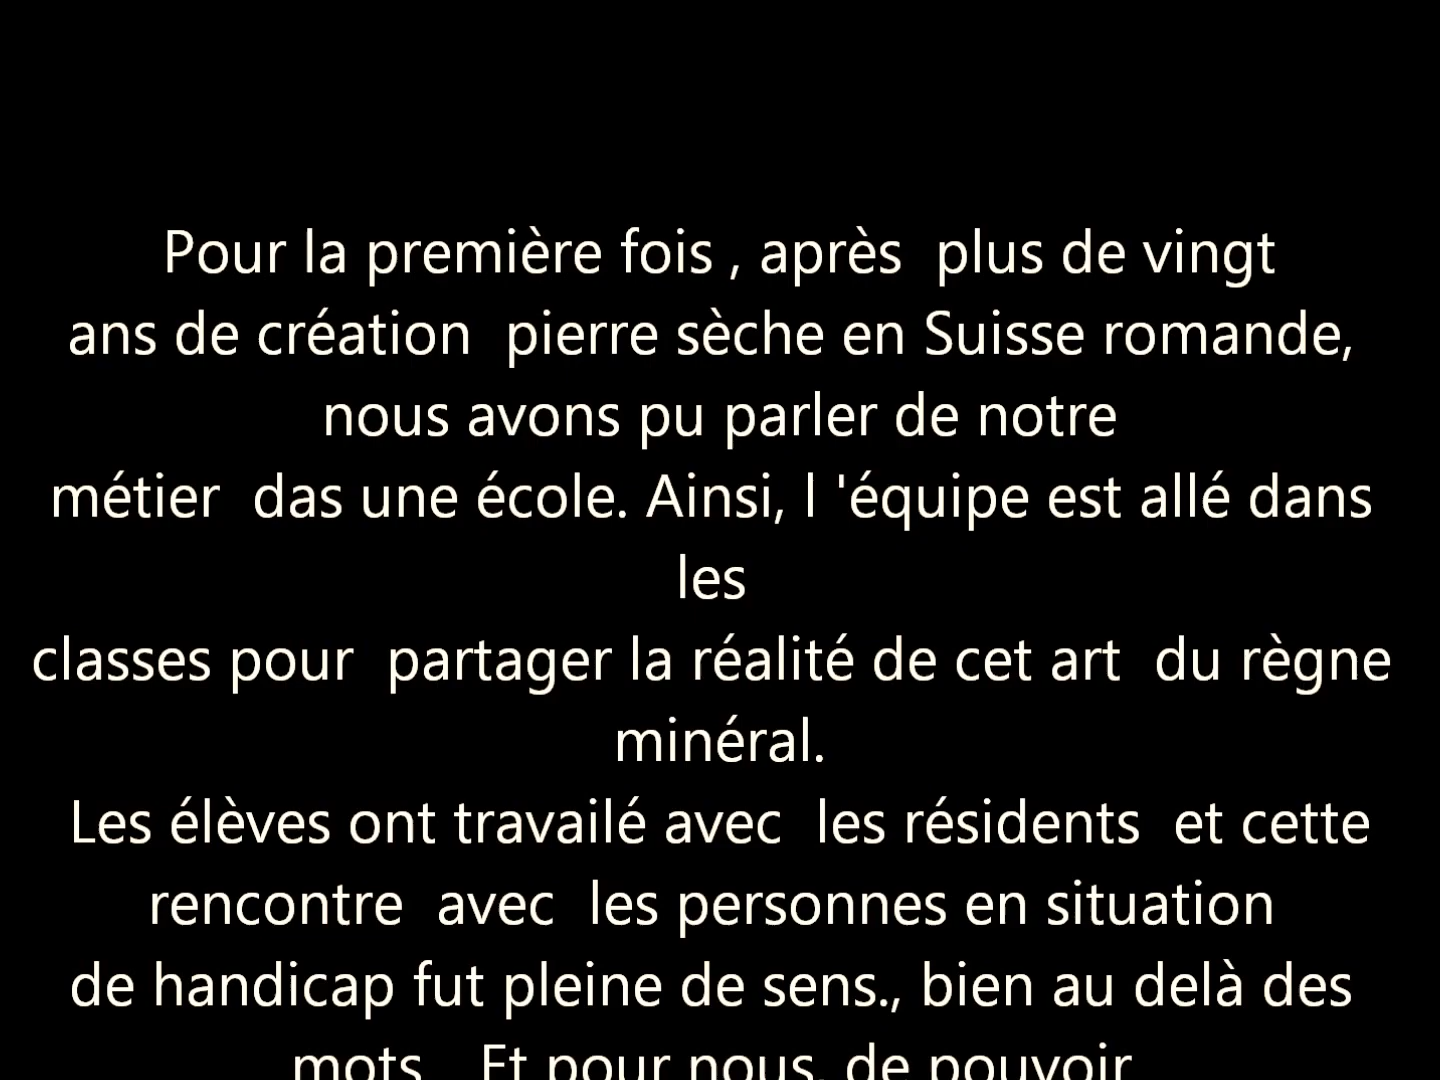 Pour la première fois , après  plus de vingt
ans de création  pierre sèche en Suisse romande,
nous avons pu parler de notre
métier  das une école. Ainsi, l 'équipe est allé dans
les
classes pour  partager la réalité de cet art  du règne
minéral.
Les élèves ont travailé avec  les résidents  et cette
rencontre  avec  les personnes en situation
de handicap fut pleine de sens., bien au delà des
mots    Et pour nous, de pouvoir